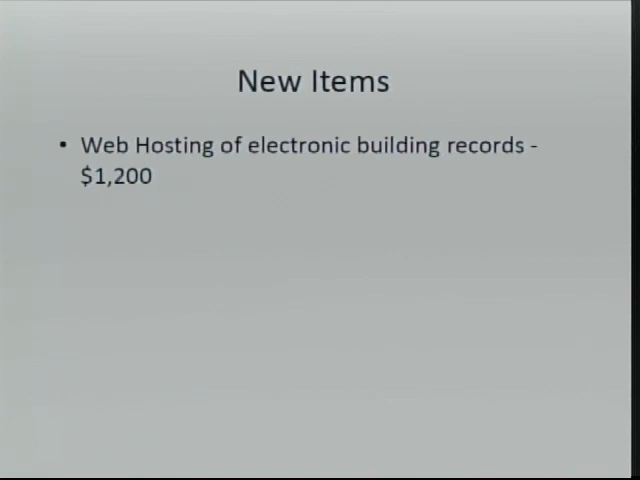 New Items
• Web Hosting of electronic building records -
$1,200